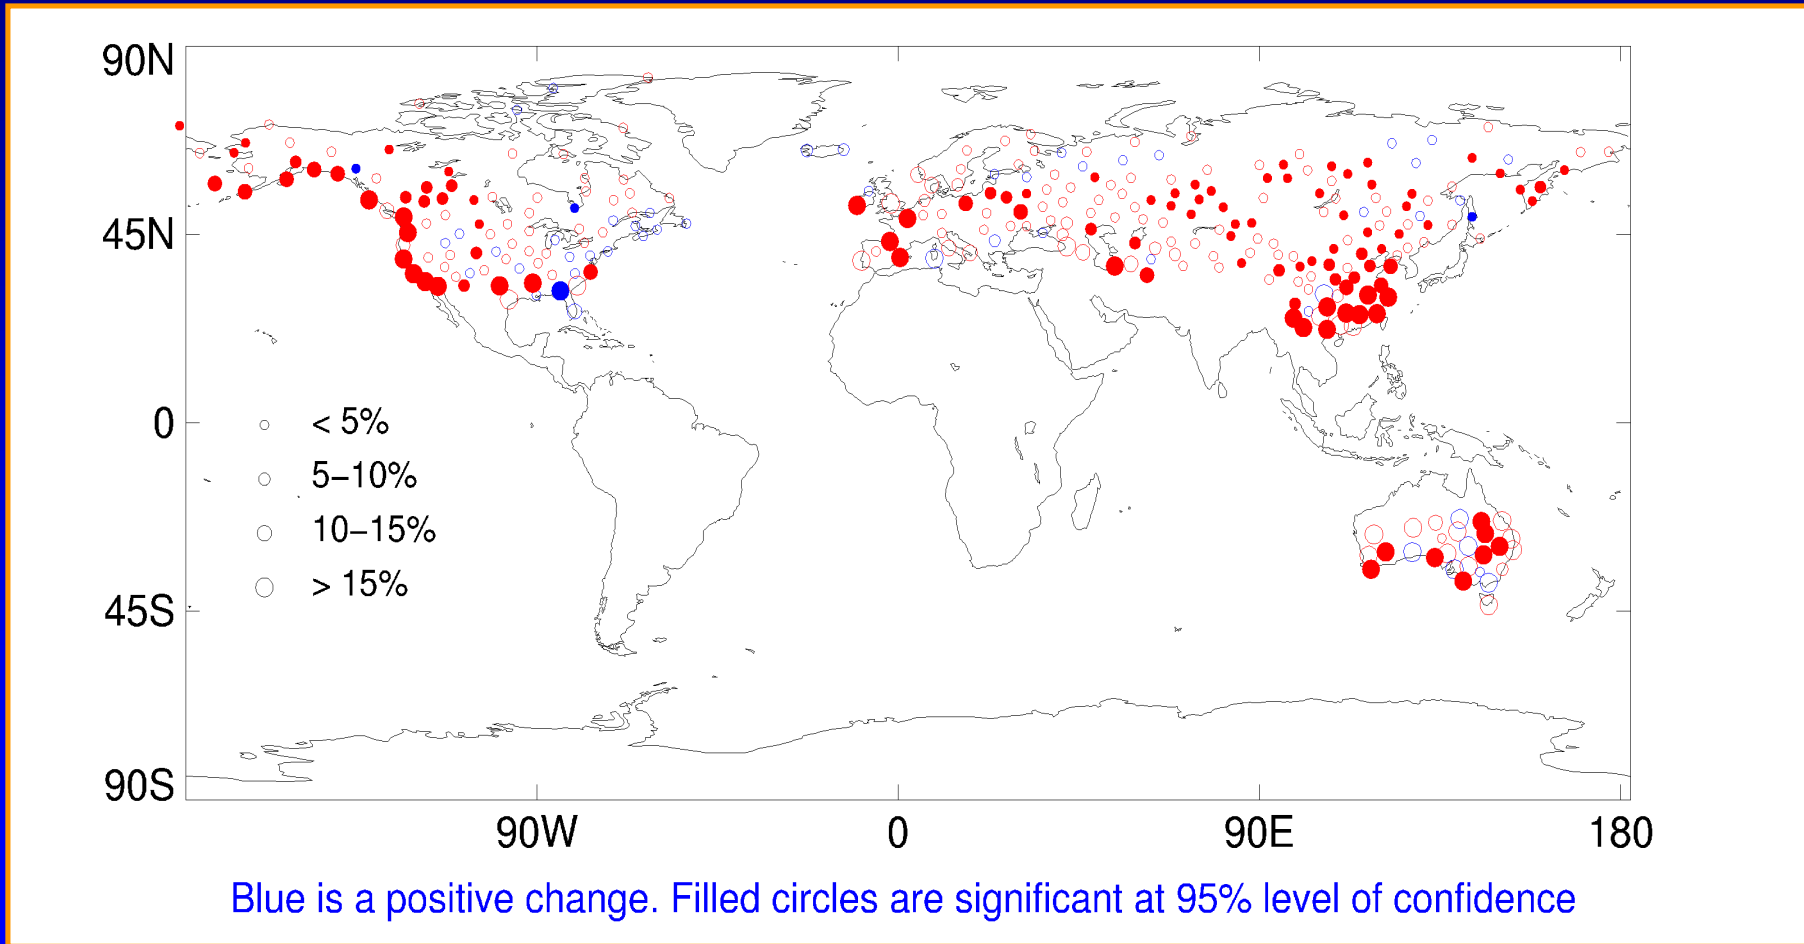 90N
45N
0
45S
90S
< 5%
5–10%
10–15%
> 15%
90W 0 90E 180
Blue is a positive change. Filled circles are significant at 95% level of confidence